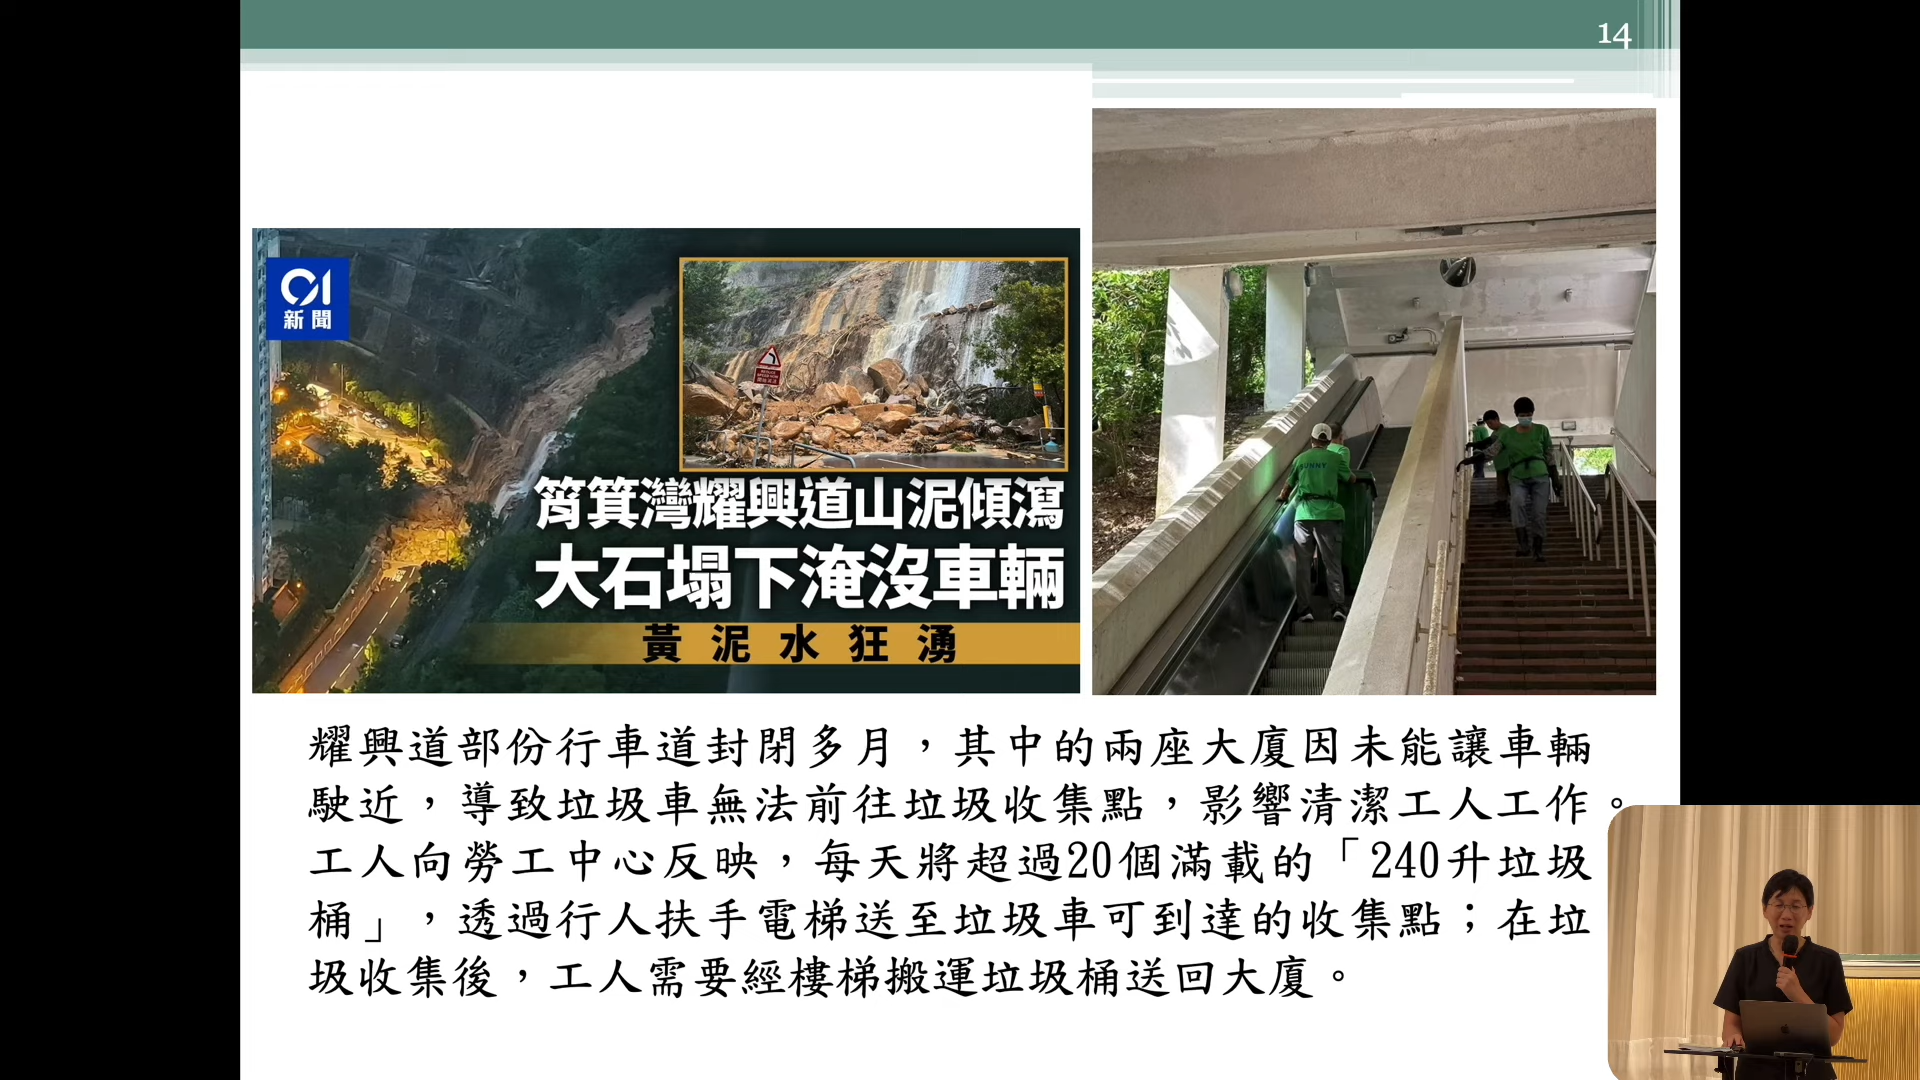 14
01
新聞
REDUCE
SPEED NOW
筲箕灣耀興道山泥傾瀉
大石塌下淹沒車輛
黃泥水狂湧
SUNNY
耀興道部份行車道封閉多月，其中的兩座大廈因未能讓車輛
駛近，導致垃圾車無法前往垃圾收集點，影響清潔工人工作。
工人向勞工中心反映，每天將超過20個滿載的「240升垃圾
桶」，透過行人扶手電梯送至垃圾車可到達的收集點；在垃
圾收集後，工人需要經樓梯搬運垃圾桶送回大廈。